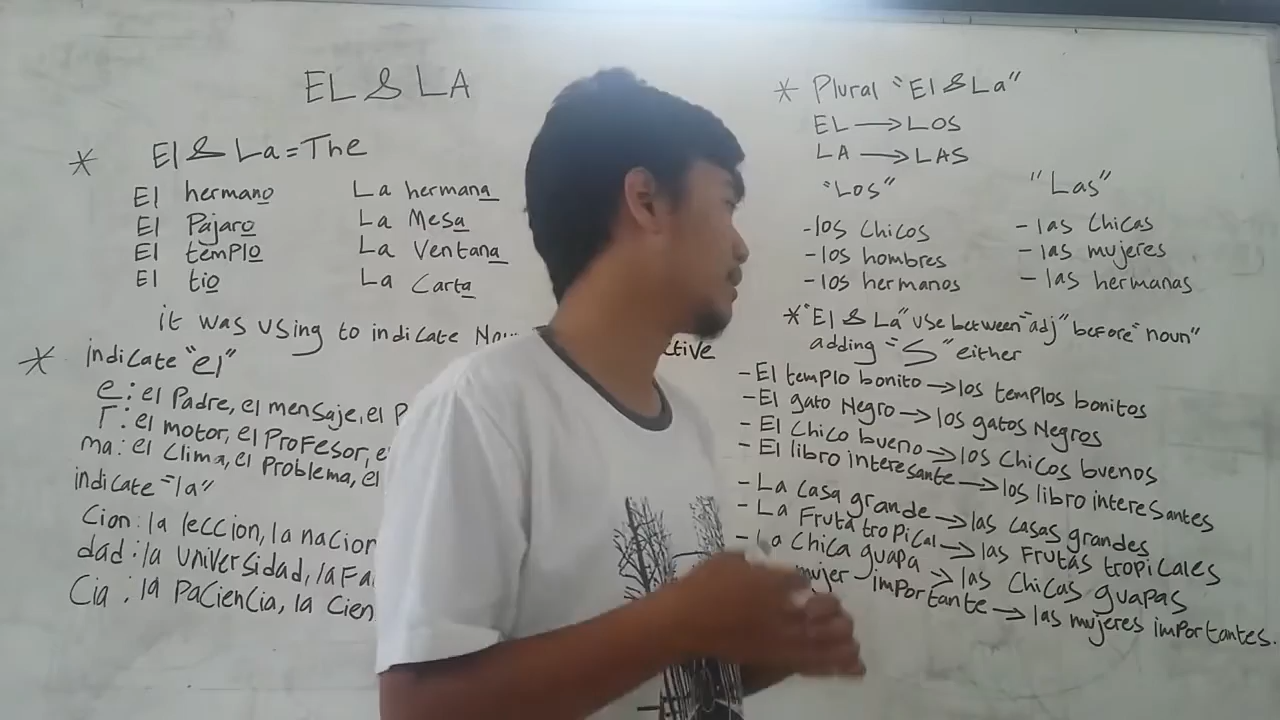 EL & LA
* El & La = The
El hermano La hermana
El Pajaro La Mesa
El templo La Ventana
El tio La Carta
it was using to indicate
* indicate "el"
e : el Padre, el mensaje, el
r : el motor, el Profesor,
ma : el Clima, el Problema, el
indicate "la"
Cion : la leccion, la nacion
dad : la Universidad,
Cia : la Paciencia, la
* Plural "El & La"
EL → LOS
LA → LAS
"Los" "Las"
- los Chicos - las Chicas
- los hombres - las mujeres
- los hermanos - las hermanas
* "El & La" use between "adj" before "noun"
adding "S" either
- El templo bonito → los templos bonitos
- El gato Negro → los gatos Negros
- El Chico bueno → los Chicos buenos
- El libro interesante → los libro interesantes
- La Casa grande → las casas grandes
- La Fruta tropical → las Frutas tropicales
- La Chica guapa → las Chicas guapas
mujer importante → las mujeres importantes.